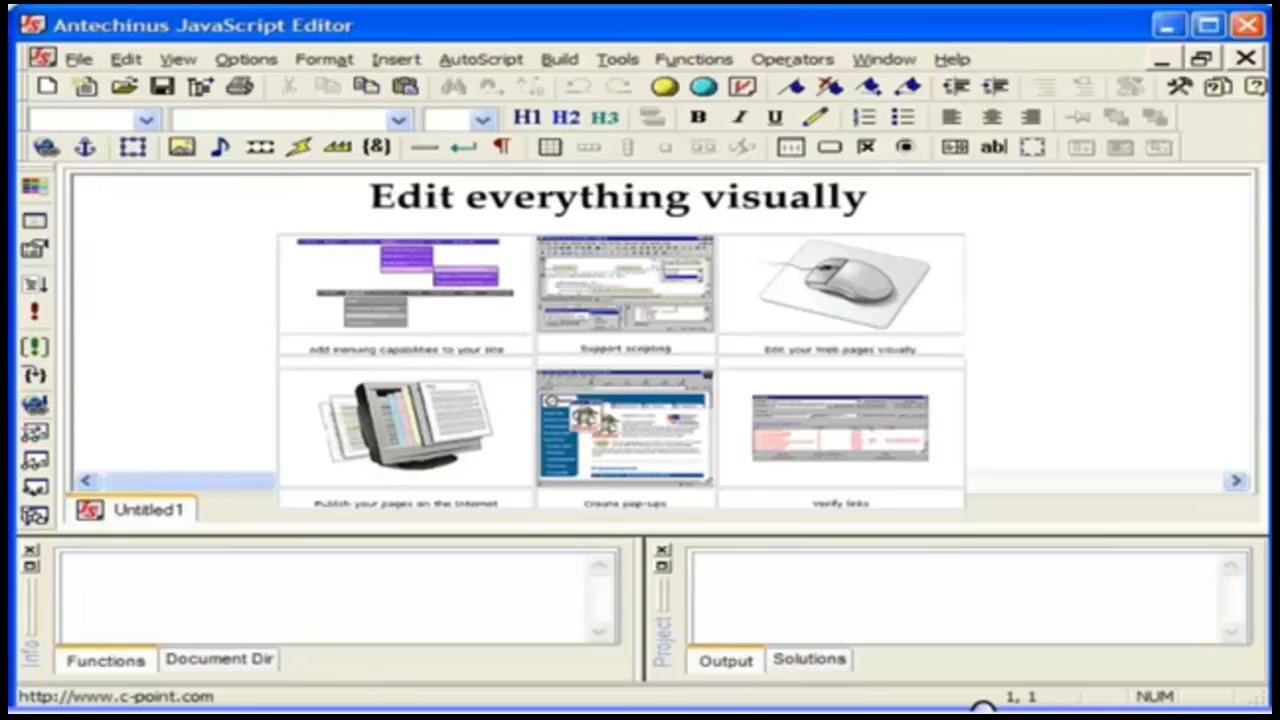 Antechinus JavaScript Editor
File Edit View Options Format Insert AutoScript Build Tools Functions Operators Window Help
H1 H2 H3 B I U
{&} ab|
Edit everything visually
Add menuing capabilities to your site Support scripting Edit your Web pages visually
Publish your pages on the Internet Create pop-ups Verify links
Untitled1
Info Project
Functions Document Dir Output Solutions
http://www.c-point.com 1, 1 NUM